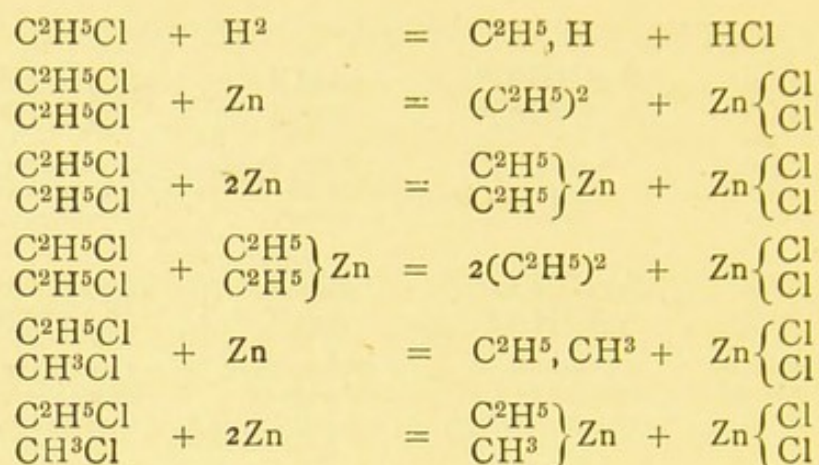 C²H⁵Cl + H² = C²H⁵, H + HCl
C²H⁵Cl C²H⁵Cl + Zn = (C²H⁵)² + Zn{Cl Cl
C²H⁵Cl C²H⁵Cl + 2Zn = C²H⁵ C²H⁵}Zn + Zn{Cl Cl
C²H⁵Cl C²H⁵Cl + C²H⁵ C²H⁵}Zn = 2(C²H⁵)² + Zn{Cl Cl
C²H⁵Cl CH³Cl + Zn = C²H⁵, CH³ + Zn{Cl Cl
C²H⁵Cl CH³Cl + 2Zn = C²H⁵ CH³}Zn + Zn{Cl Cl